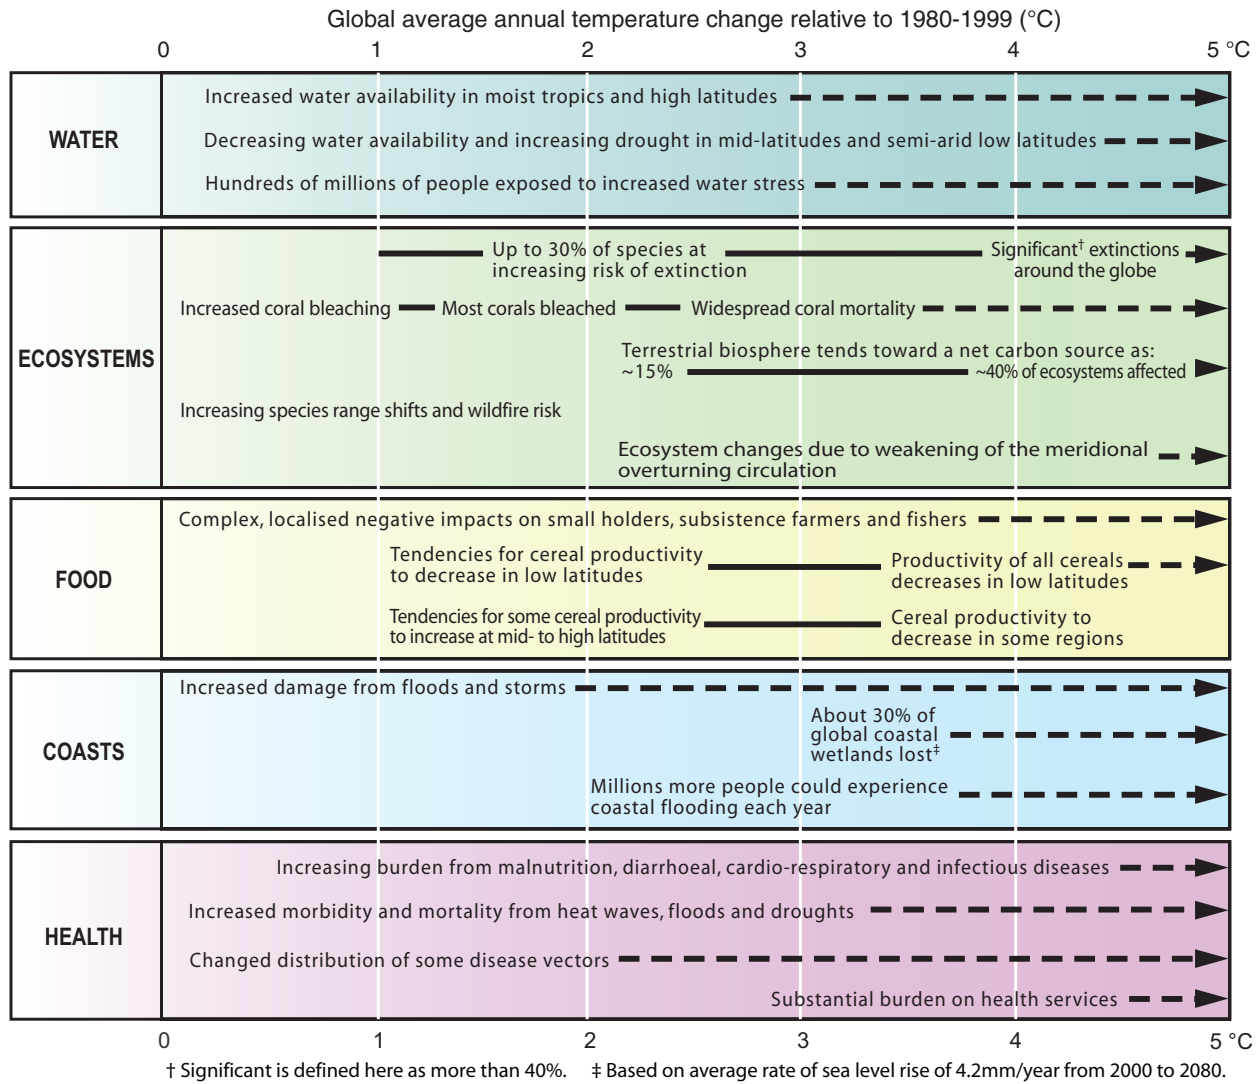 Global average annual temperature change relative to 1980-1999 (°C)
0 1 2 3 4 5 °C
WATER
Increased water availability in moist tropics and high latitudes
Decreasing water availability and increasing drought in mid-latitudes and semi-arid low latitudes
Hundreds of millions of people exposed to increased water stress
ECOSYSTEMS
Up to 30% of species at
increasing risk of extinction
Significant† extinctions
around the globe
Increased coral bleaching Most corals bleached Widespread coral mortality
Terrestrial biosphere tends toward a net carbon source as:
~15% ~40% of ecosystems affected
Increasing species range shifts and wildfire risk
Ecosystem changes due to weakening of the meridional
overturning circulation
FOOD
Complex, localised negative impacts on small holders, subsistence farmers and fishers
Tendencies for cereal productivity
to decrease in low latitudes
Productivity of all cereals
decreases in low latitudes
Tendencies for some cereal productivity
to increase at mid- to high latitudes
Cereal productivity to
decrease in some regions
COASTS
Increased damage from floods and storms
About 30% of
global coastal
wetlands lost‡
Millions more people could experience
coastal flooding each year
HEALTH
Increasing burden from malnutrition, diarrhoeal, cardio-respiratory and infectious diseases
Increased morbidity and mortality from heat waves, floods and droughts
Changed distribution of some disease vectors
Substantial burden on health services
0 1 2 3 4 5 °C
† Significant is defined here as more than 40%. ‡ Based on average rate of sea level rise of 4.2mm/year from 2000 to 2080.